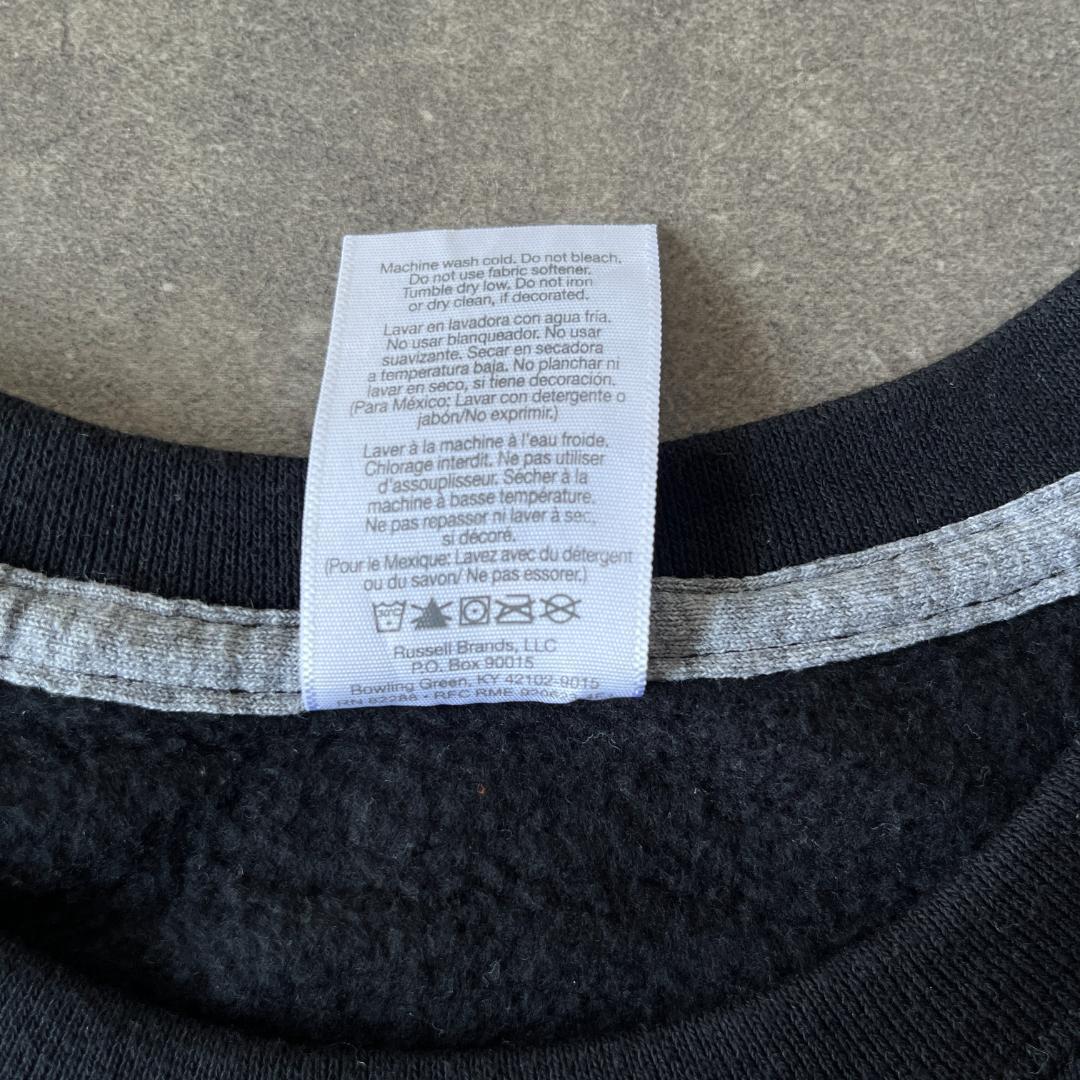 Machine wash cold. Do not bleach.
Do not use fabric softener.
Tumble dry low. Do not iron
or dry clean, if decorated.
Lavar en lavadora con agua fría.
No usar blanqueador. No usar
suavizante. Secar en secadora
a temperatura baja. No planchar ni
lavar en seco, si tiene decoración.
(Para México: Lavar con detergente o
jabón/No exprimir.)
Laver à la machine à l'eau froide.
Chlorage interdit. Ne pas utiliser
d'assouplisseur. Sécher à la
machine à basse température.
Ne pas repasser ni laver à sec,
si décoré.
(Pour le Mexique: Lavez avec du détergent
ou du savon/ Ne pas essorer.)
Russell Brands, LLC
P.O. Box 90015
Bowling Green, KY 42102-9015
RN 82288 • RFC RME